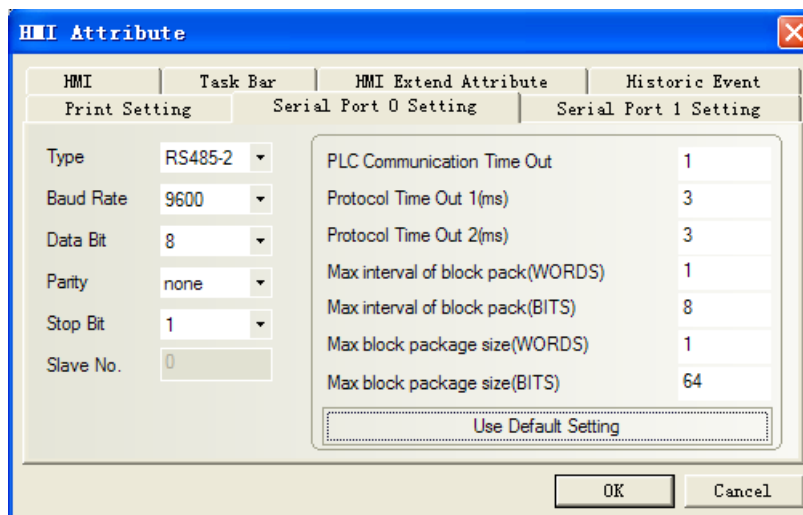 HMI Attribute
HMI
Task Bar
HMI Extend Attribute
Historic Event
Print Setting
Serial Port 0 Setting
Serial Port 1 Setting
Type RS485-2
Baud Rate 9600
Data Bit 8
Parity none
Stop Bit 1
Slave No. 0
PLC Communication Time Out 1
Protocol Time Out 1(ms) 3
Protocol Time Out 2(ms) 3
Max interval of block pack(WORDS) 1
Max interval of block pack(BITS) 8
Max block package size(WORDS) 1
Max block package size(BITS) 64
Use Default Setting
OK
Cancel